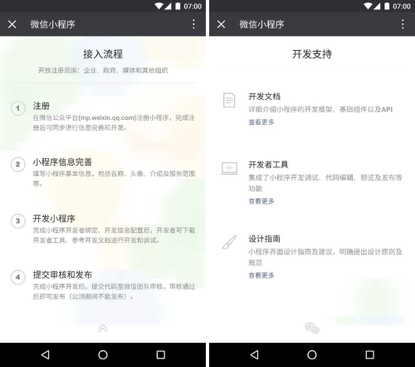 07:00
微信小程序
接入流程
开放注册范围：企业、政府、媒体和其他组织
1
注册
在微信公众平台(mp.weixin.qq.com)注册小程序，完成注
册后可同步进行信息完善和开发。
2
小程序信息完善
填写小程序基本信息，包括名称、头像、介绍及服务范围
等。
3
开发小程序
完成小程序开发者绑定、开发信息配置后，开发者可下载
开发者工具、参考开发文档进行开发和调试。
4
提交审核和发布
完成小程序开发后，提交代码至微信团队审核，审核通过
后即可发布（公测期间不能发布）。
07:00
微信小程序
开发支持
开发文档
详细介绍小程序的开发框架、基础组件以及API
查看更多
开发者工具
集成了小程序开发调试、代码编辑、预览及发布等
功能
查看更多
设计指南
小程序界面设计指南及建议，明确提出设计原则及
规范
查看更多